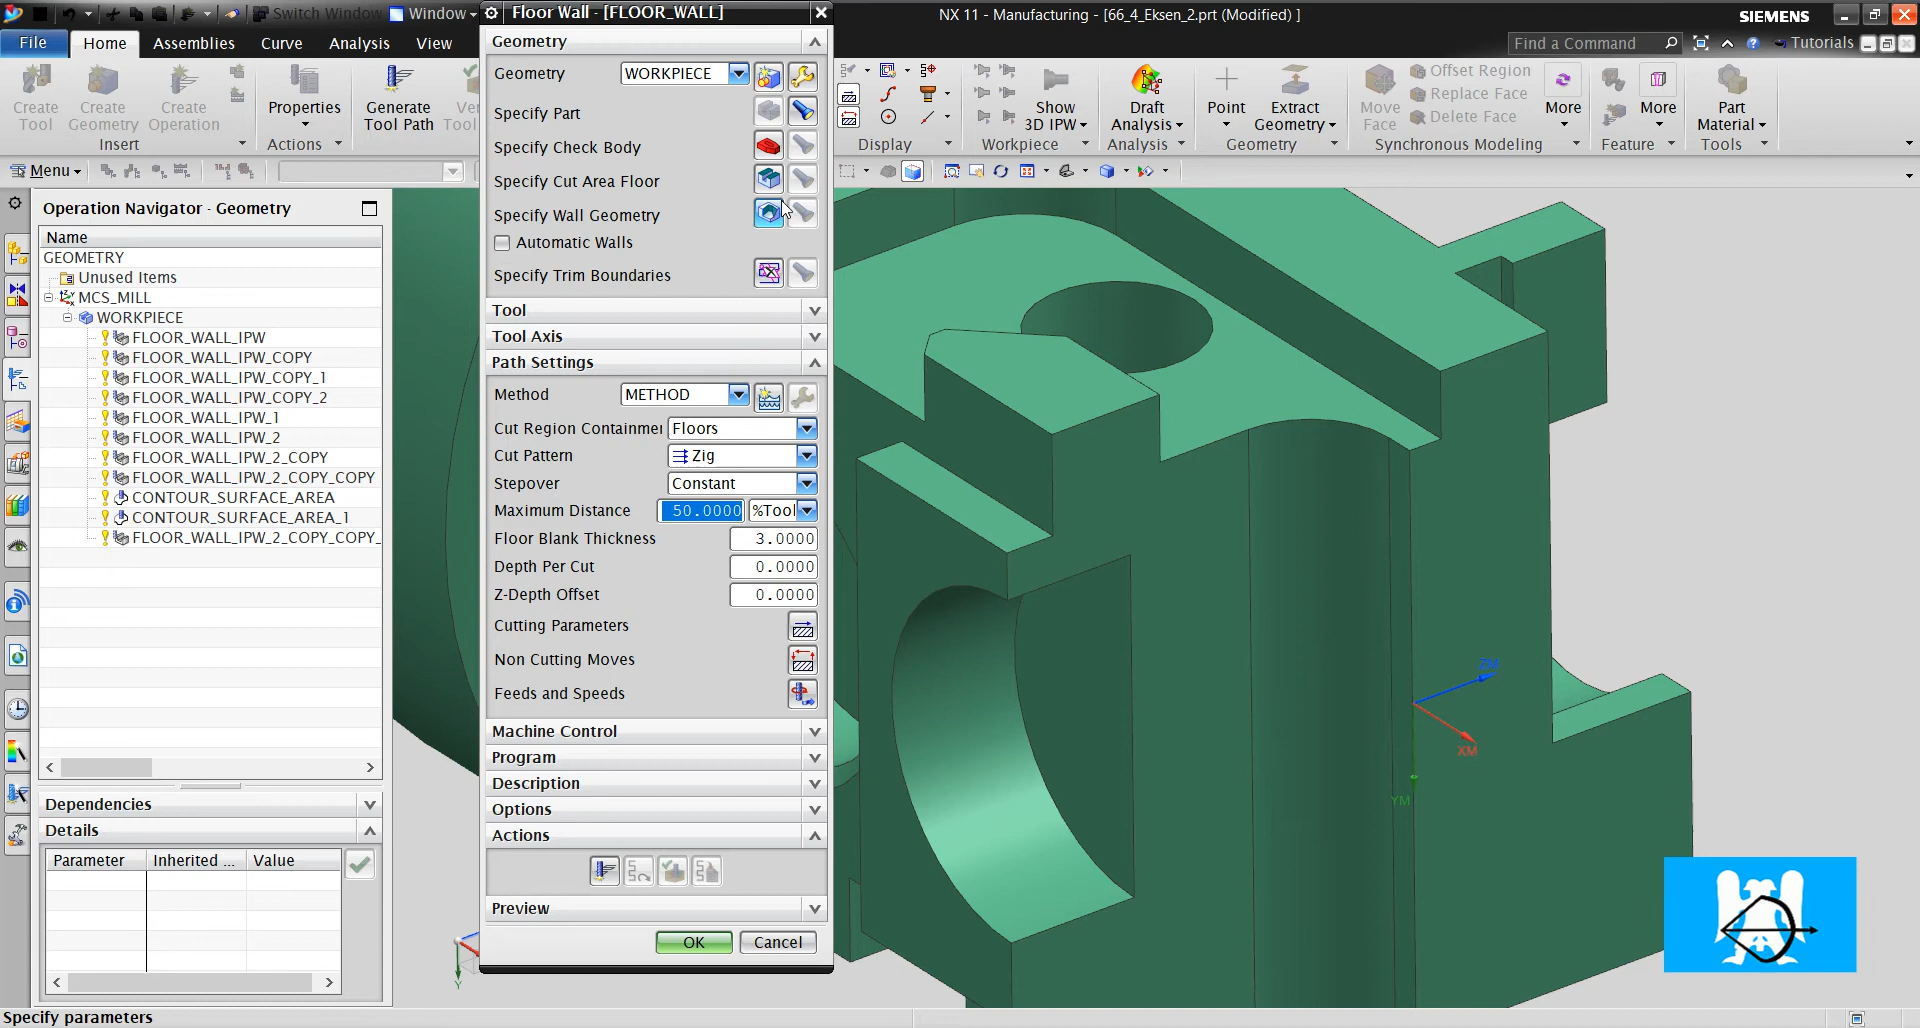 Switch Window
Window
Floor Wall - [FLOOR_WALL]
NX 11 - Manufacturing - [66_4_Eksen_2.prt (Modified) ]
SIEMENS
File
Home
Assemblies
Curve
Analysis
View
Find a Command
Tutorials
Create Tool
Create Geometry
Create Operation
Insert
Properties
Actions
Generate Tool Path
Show 3D IPW
Display
Workpiece
Draft Analysis
Analysis
Point
Extract Geometry
Geometry
Move Face
Offset Region
Replace Face
Delete Face
More
Synchronous Modeling
More
Feature
Part Material
Tools
Menu
Operation Navigator - Geometry
Name
GEOMETRY
Unused Items
MCS_MILL
WORKPIECE
FLOOR_WALL_IPW
FLOOR_WALL_IPW_COPY
FLOOR_WALL_IPW_COPY_1
FLOOR_WALL_IPW_COPY_2
FLOOR_WALL_IPW_1
FLOOR_WALL_IPW_2
FLOOR_WALL_IPW_2_COPY
FLOOR_WALL_IPW_2_COPY_COPY
CONTOUR_SURFACE_AREA
CONTOUR_SURFACE_AREA_1
FLOOR_WALL_IPW_2_COPY_COPY_
Dependencies
Details
Parameter Inherited ... Value
Geometry
Geometry WORKPIECE
Specify Part
Specify Check Body
Specify Cut Area Floor
Specify Wall Geometry
Automatic Walls
Specify Trim Boundaries
Tool
Tool Axis
Path Settings
Method METHOD
Cut Region Containmer Floors
Cut Pattern Zig
Stepover Constant
Maximum Distance 50.0000 %Tool
Floor Blank Thickness 3.0000
Depth Per Cut 0.0000
Z-Depth Offset 0.0000
Cutting Parameters
Non Cutting Moves
Feeds and Speeds
Machine Control
Program
Description
Options
Actions
Preview
OK Cancel
ZM
XM
YM
Y
Specify parameters